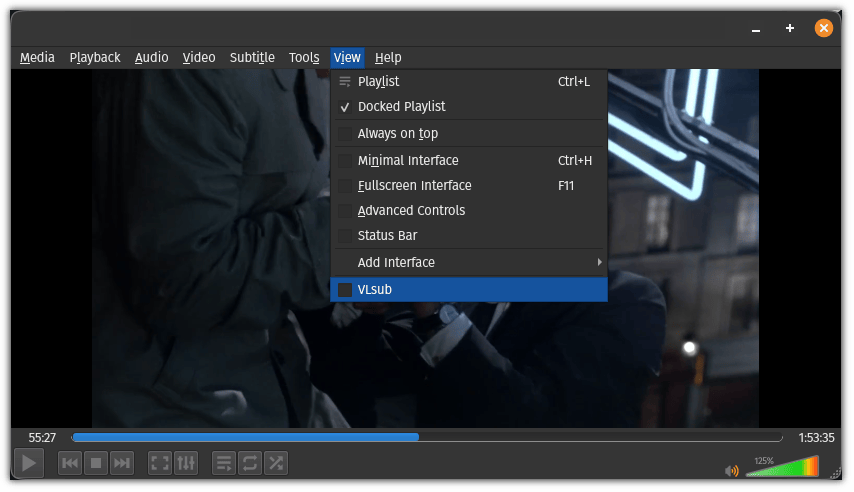 Media Playback Audio Video Subtitle Tools View Help
Playlist Ctrl+L
Docked Playlist
Always on top
Minimal Interface Ctrl+H
Fullscreen Interface F11
Advanced Controls
Status Bar
Add Interface
VLsub
55:27 1:53:35
125%